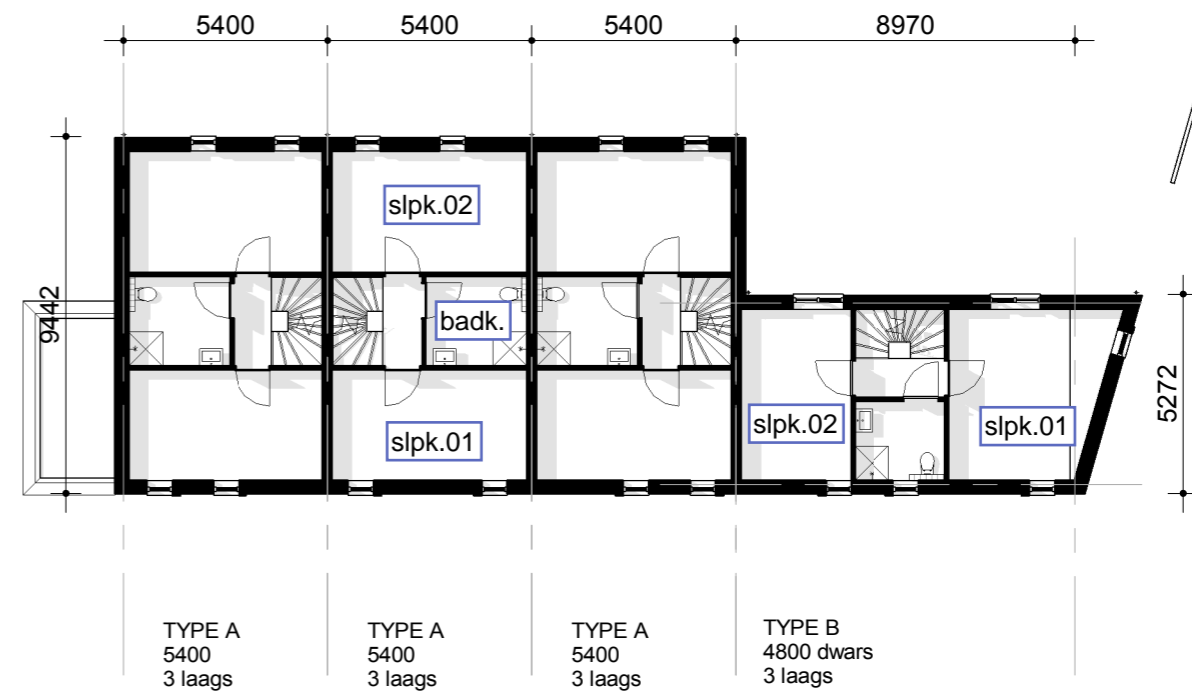 5400
5400
5400
8970
9442
slpk.02
badk.
slpk.01
slpk.02
slpk.01
5272
TYPE A
5400
3 laags
TYPE A
5400
3 laags
TYPE A
5400
3 laags
TYPE B
4800 dwars
3 laags